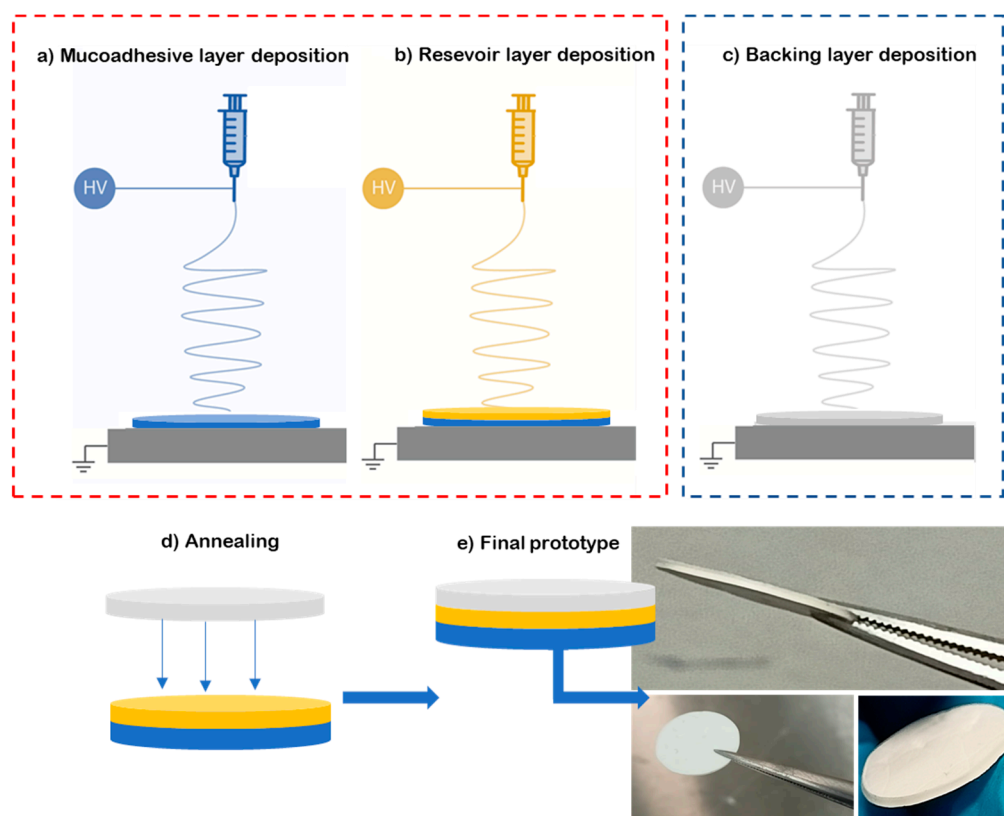 a) Mucoadhesive layer deposition
b) Resevoir layer deposition
c) Backing layer deposition
HV
HV
HV
d) Annealing
e) Final prototype